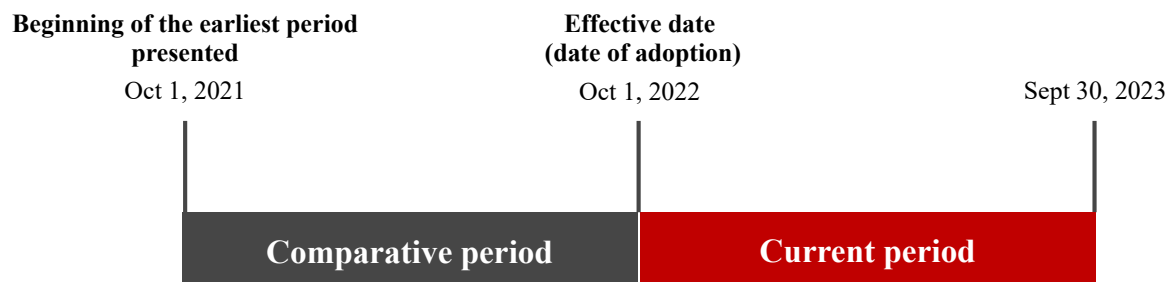 Beginning of the earliest period
presented
Oct 1, 2021
Effective date
(date of adoption)
Oct 1, 2022
Sept 30, 2023
Comparative period
Current period